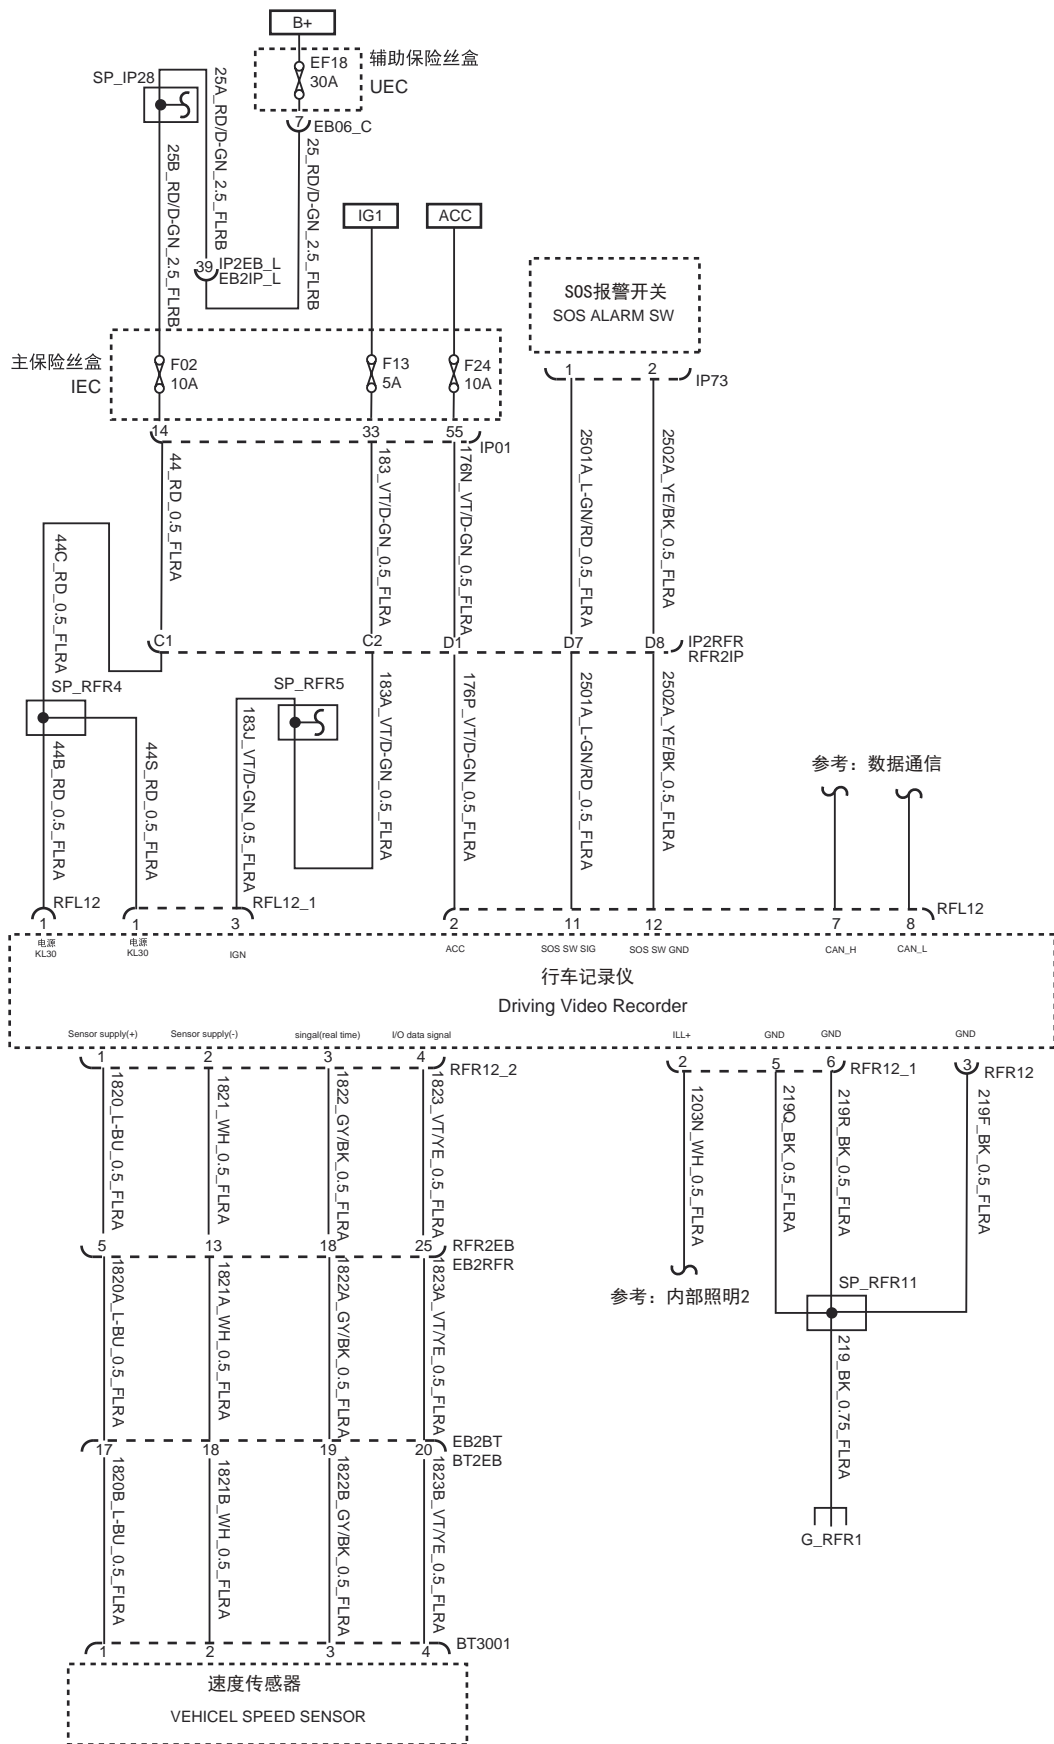 B+
EF18
30A
辅助保险丝盒
UEC
SP_IP28
7
EB06_C
25A_RD/D-GN_2.5_FLRB
25B_RD/D-GN_2.5_FLRB
25_RD/D-GN_2.5_FLRB
39
IP2EB_L
EB2IP_L
IG1
ACC
SOS报警开关
SOS ALARM SW
主保险丝盒
IEC
F02
10A
F13
5A
F24
10A
1
2
IP73
14
33
55
IP01
44_RD_0.5_FLRA
183_VT/D-GN_0.5_FLRA
176N_VT/D-GN_0.5_FLRA
2501A_L-GN/RD_0.5_FLRA
2502A_YE/BK_0.5_FLRA
44C_RD_0.5_FLRA
C1
C2
D1
D7
D8
IP2RFR
RFR2IP
SP_RFR4
SP_RFR5
44B_RD_0.5_FLRA
44S_RD_0.5_FLRA
183J_VT/D-GN_0.5_FLRA
183A_VT/D-GN_0.5_FLRA
176P_VT/D-GN_0.5_FLRA
2501A_L-GN/RD_0.5_FLRA
2502A_YE/BK_0.5_FLRA
参考：数据通信
RFL12
RFL12_1
RFL12
1
1
3
2
11
12
7
8
电源
KL30
电源
KL30
IGN
ACC
SOS SW SIG
SOS SW GND
CAN_H
CAN_L
行车记录仪
Driving Video Recorder
Sensor supply(+)
Sensor supply(-)
singal(real time)
I/O data signal
ILL+
GND
GND
GND
1
2
3
4
RFR12_2
2
5
6
RFR12_1
3
RFR12
1820_L-BU_0.5_FLRA
1821_WH_0.5_FLRA
1822_GY/BK_0.5_FLRA
1823_VT/YE_0.5_FLRA
1203N_WH_0.5_FLRA
219Q_BK_0.5_FLRA
219R_BK_0.5_FLRA
219F_BK_0.5_FLRA
5
13
18
25
RFR2EB
EB2RFR
1820A_L-BU_0.5_FLRA
1821A_WH_0.5_FLRA
1822A_GY/BK_0.5_FLRA
1823A_VT/YE_0.5_FLRA
参考：内部照明2
SP_RFR11
219_BK_0.75_FLRA
17
18
19
20
EB2BT
BT2EB
1820B_L-BU_0.5_FLRA
1821B_WH_0.5_FLRA
1822B_GY/BK_0.5_FLRA
1823B_VT/YE_0.5_FLRA
G_RFR1
1
2
3
4
BT3001
速度传感器
VEHICEL SPEED SENSOR